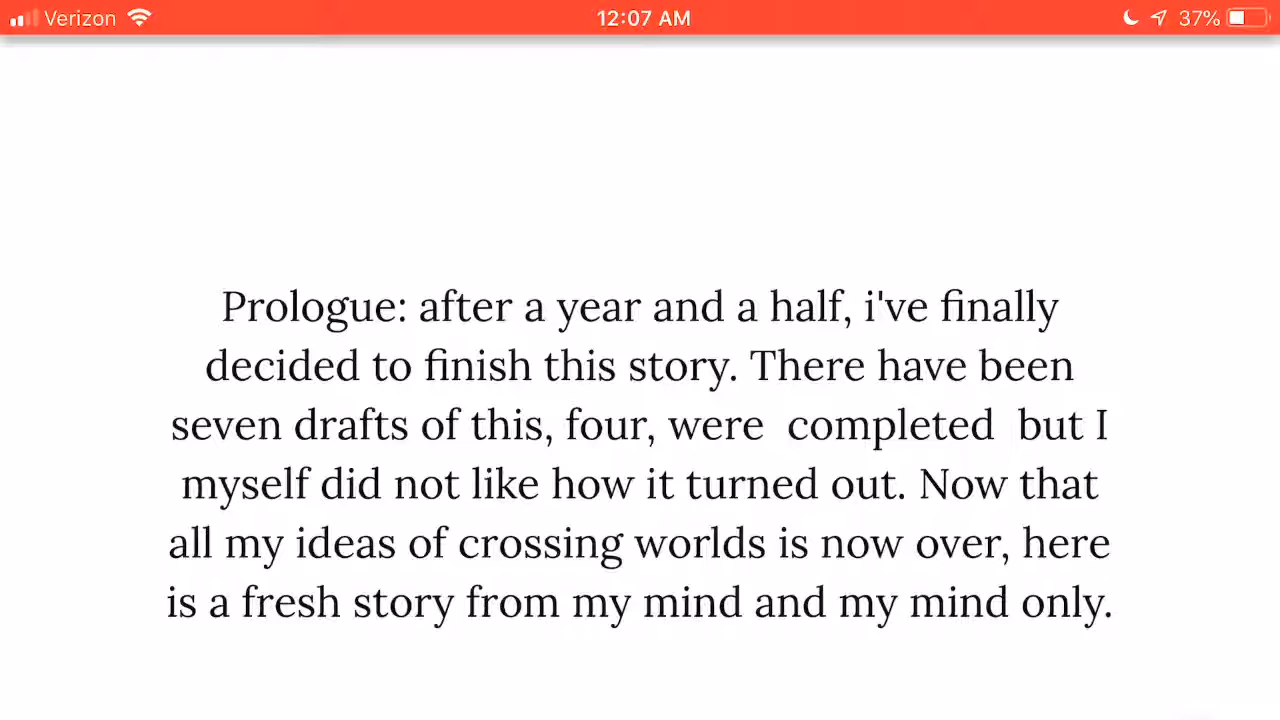 Verizon 12:07 AM 37%
Prologue: after a year and a half, i've finally
decided to finish this story. There have been
seven drafts of this, four, were  completed  but I
myself did not like how it turned out. Now that
all my ideas of crossing worlds is now over, here
is a fresh story from my mind and my mind only.